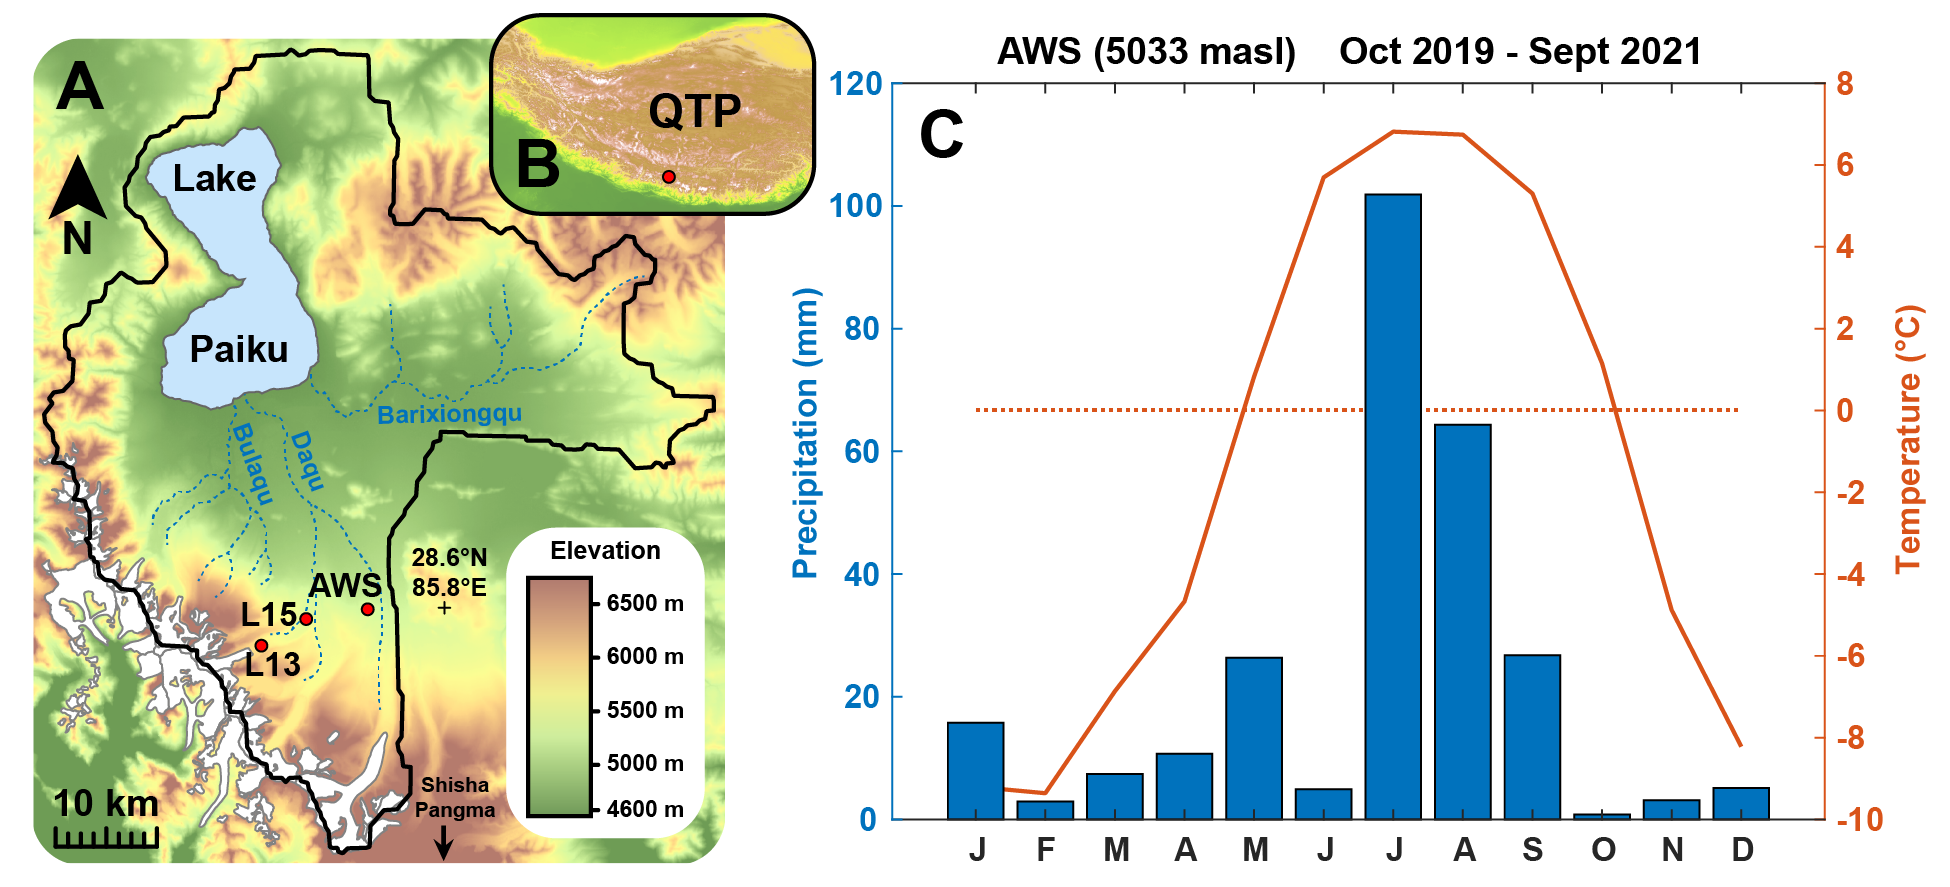 A
N
Lake
Paiku
Barixiongqu
Bulaqu
Daqu
AWS
L15
L13
28.6°N
85.8°E
+
Elevation
6500 m
6000 m
5500 m
5000 m
4600 m
10 km
Shisha
Pangma
B
QTP
AWS (5033 masl) Oct 2019 - Sept 2021
C
Precipitation (mm)
120
100
80
60
40
20
0
Temperature (°C)
8
6
4
2
0
-2
-4
-6
-8
-10
J F M A M J J A S O N D